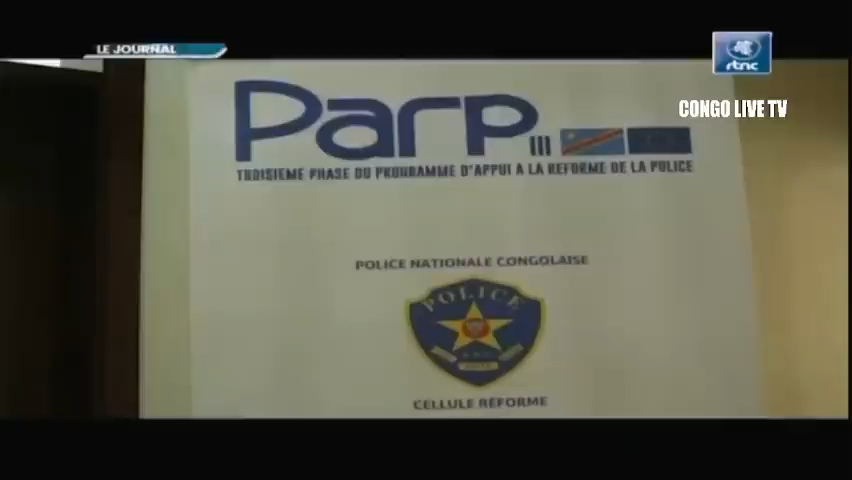 LE JOURNAL
rtnc
CONGO LIVE TV
Parp III
TROISIEME PHASE DU PROGRAMME D'APPUI A LA REFORME DE LA POLICE
POLICE NATIONALE CONGOLAISE
POLICE
CELLULE REFORME